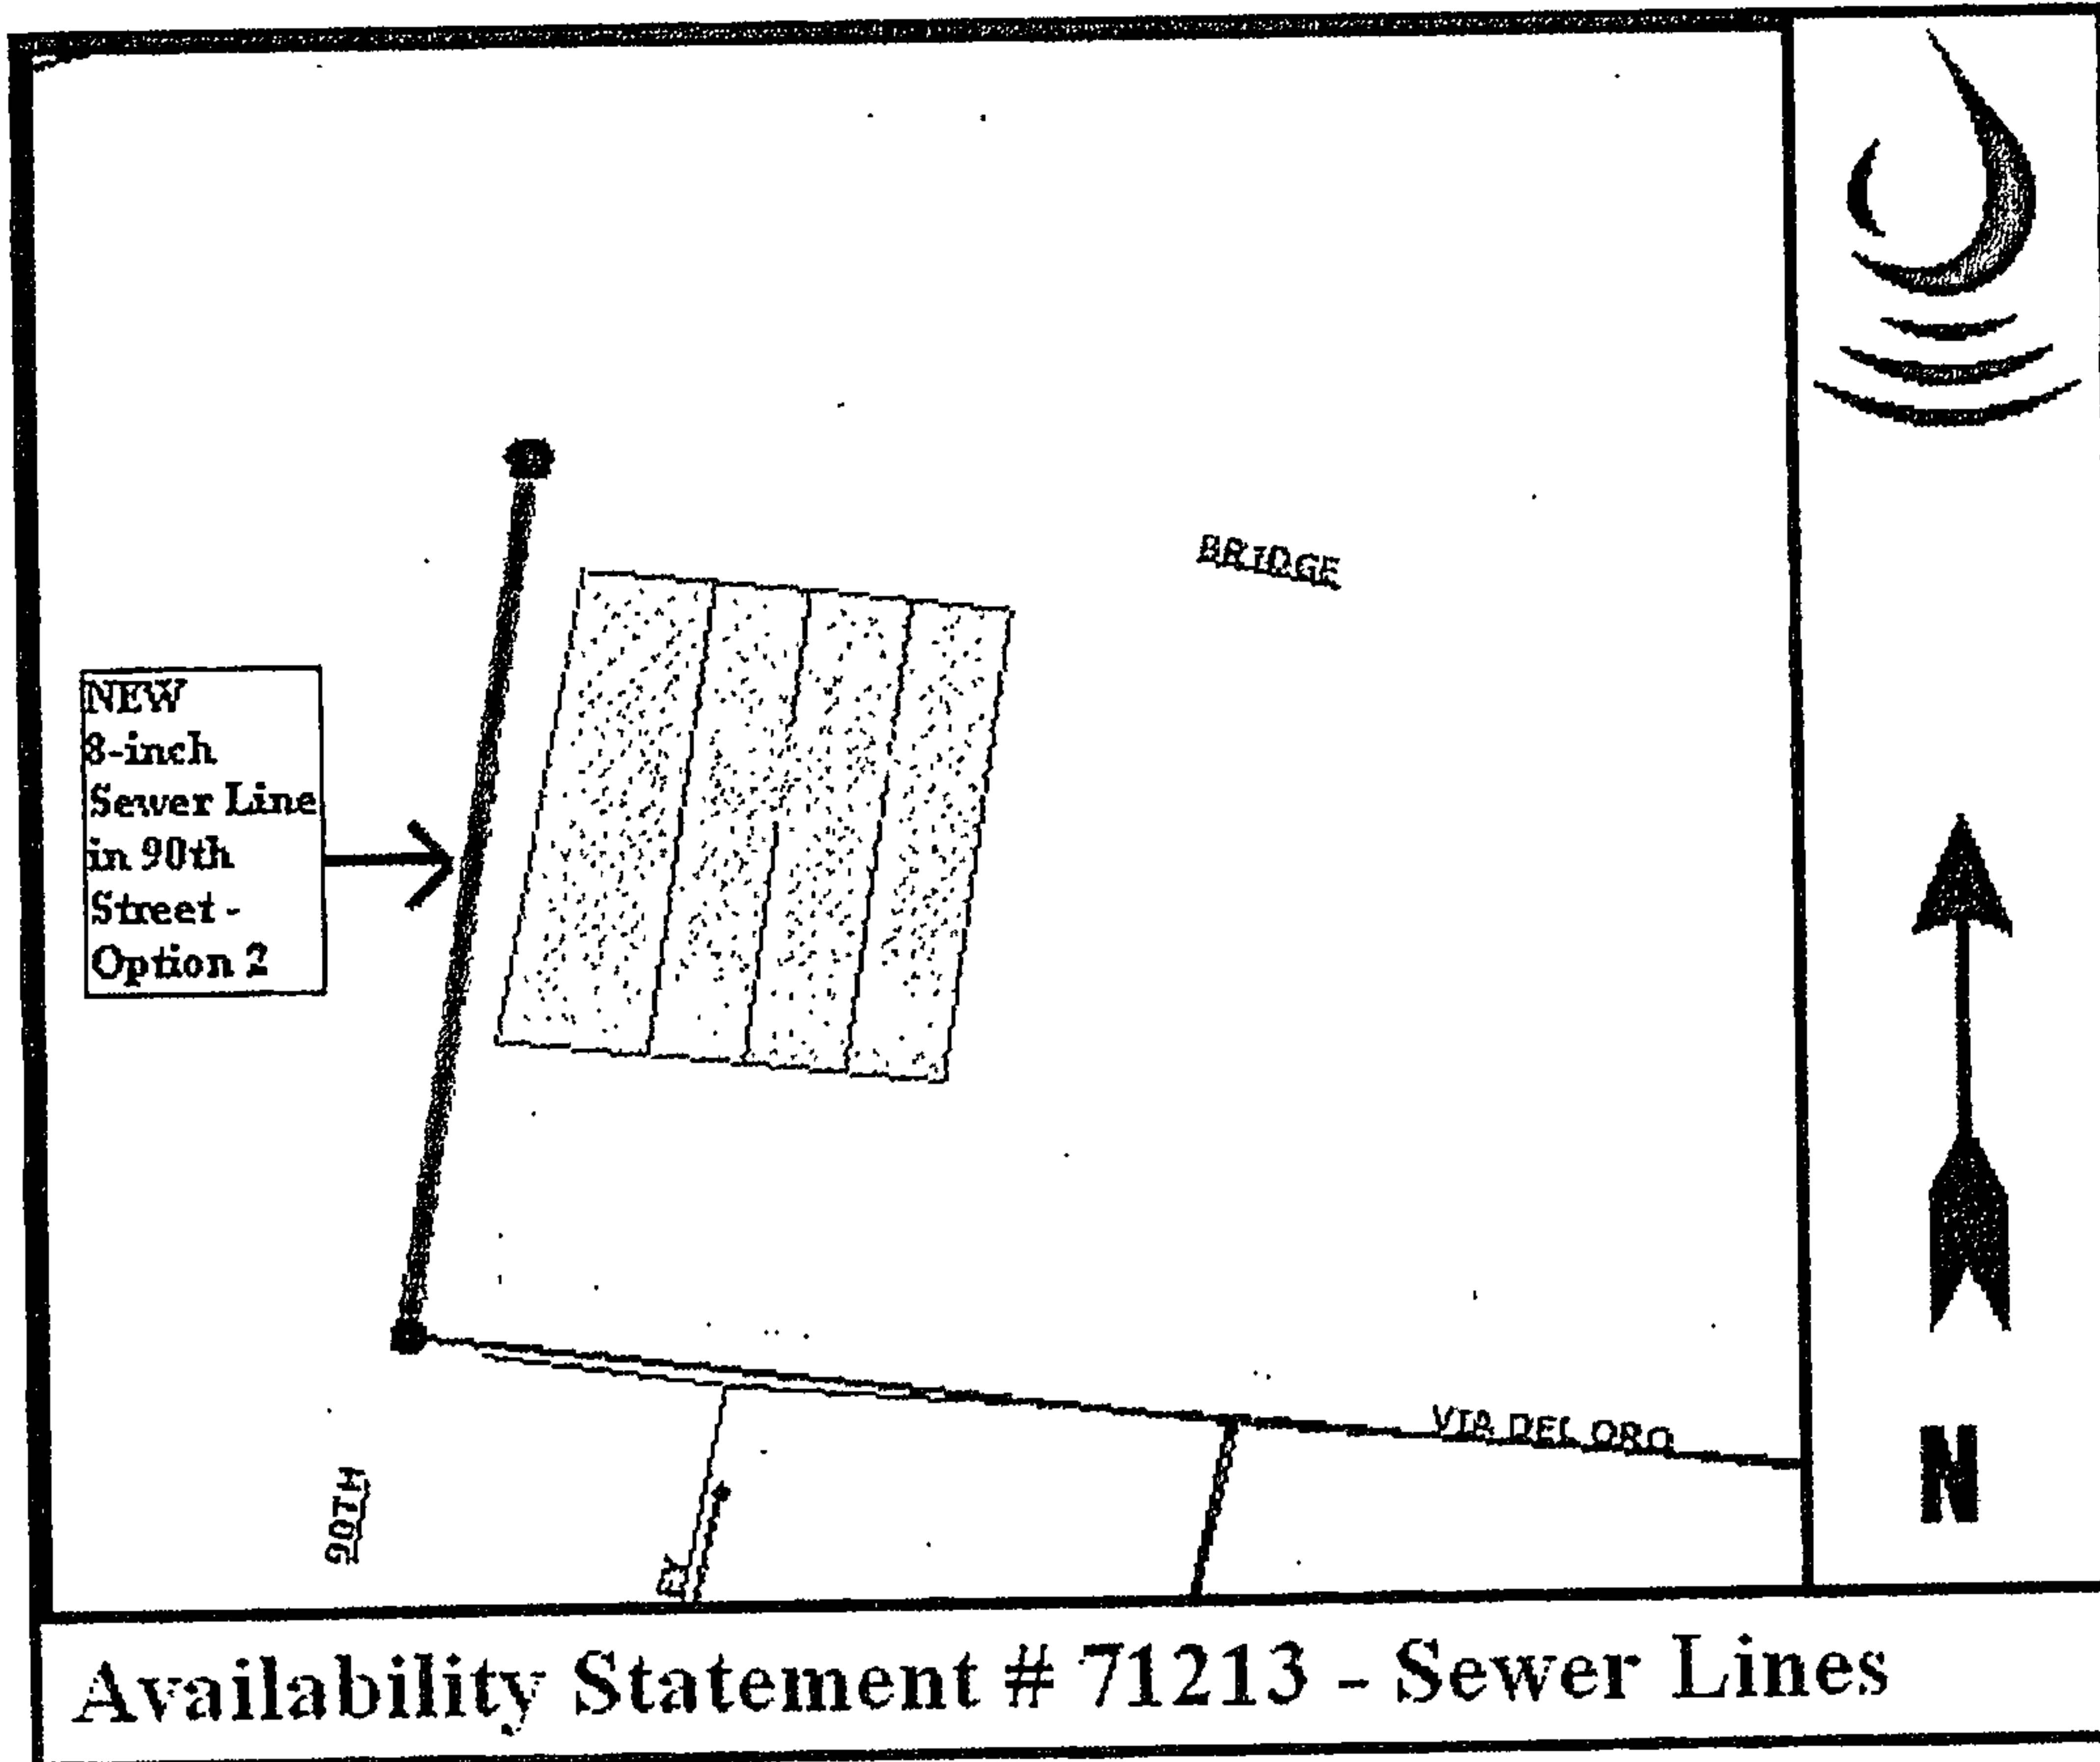 BRIDGE
NEW
8-inch
Sewer Line
in 90th
Street -
Option 2
VIA DEL ORO
90TH
N
Availability Statement # 71213 - Sewer Lines